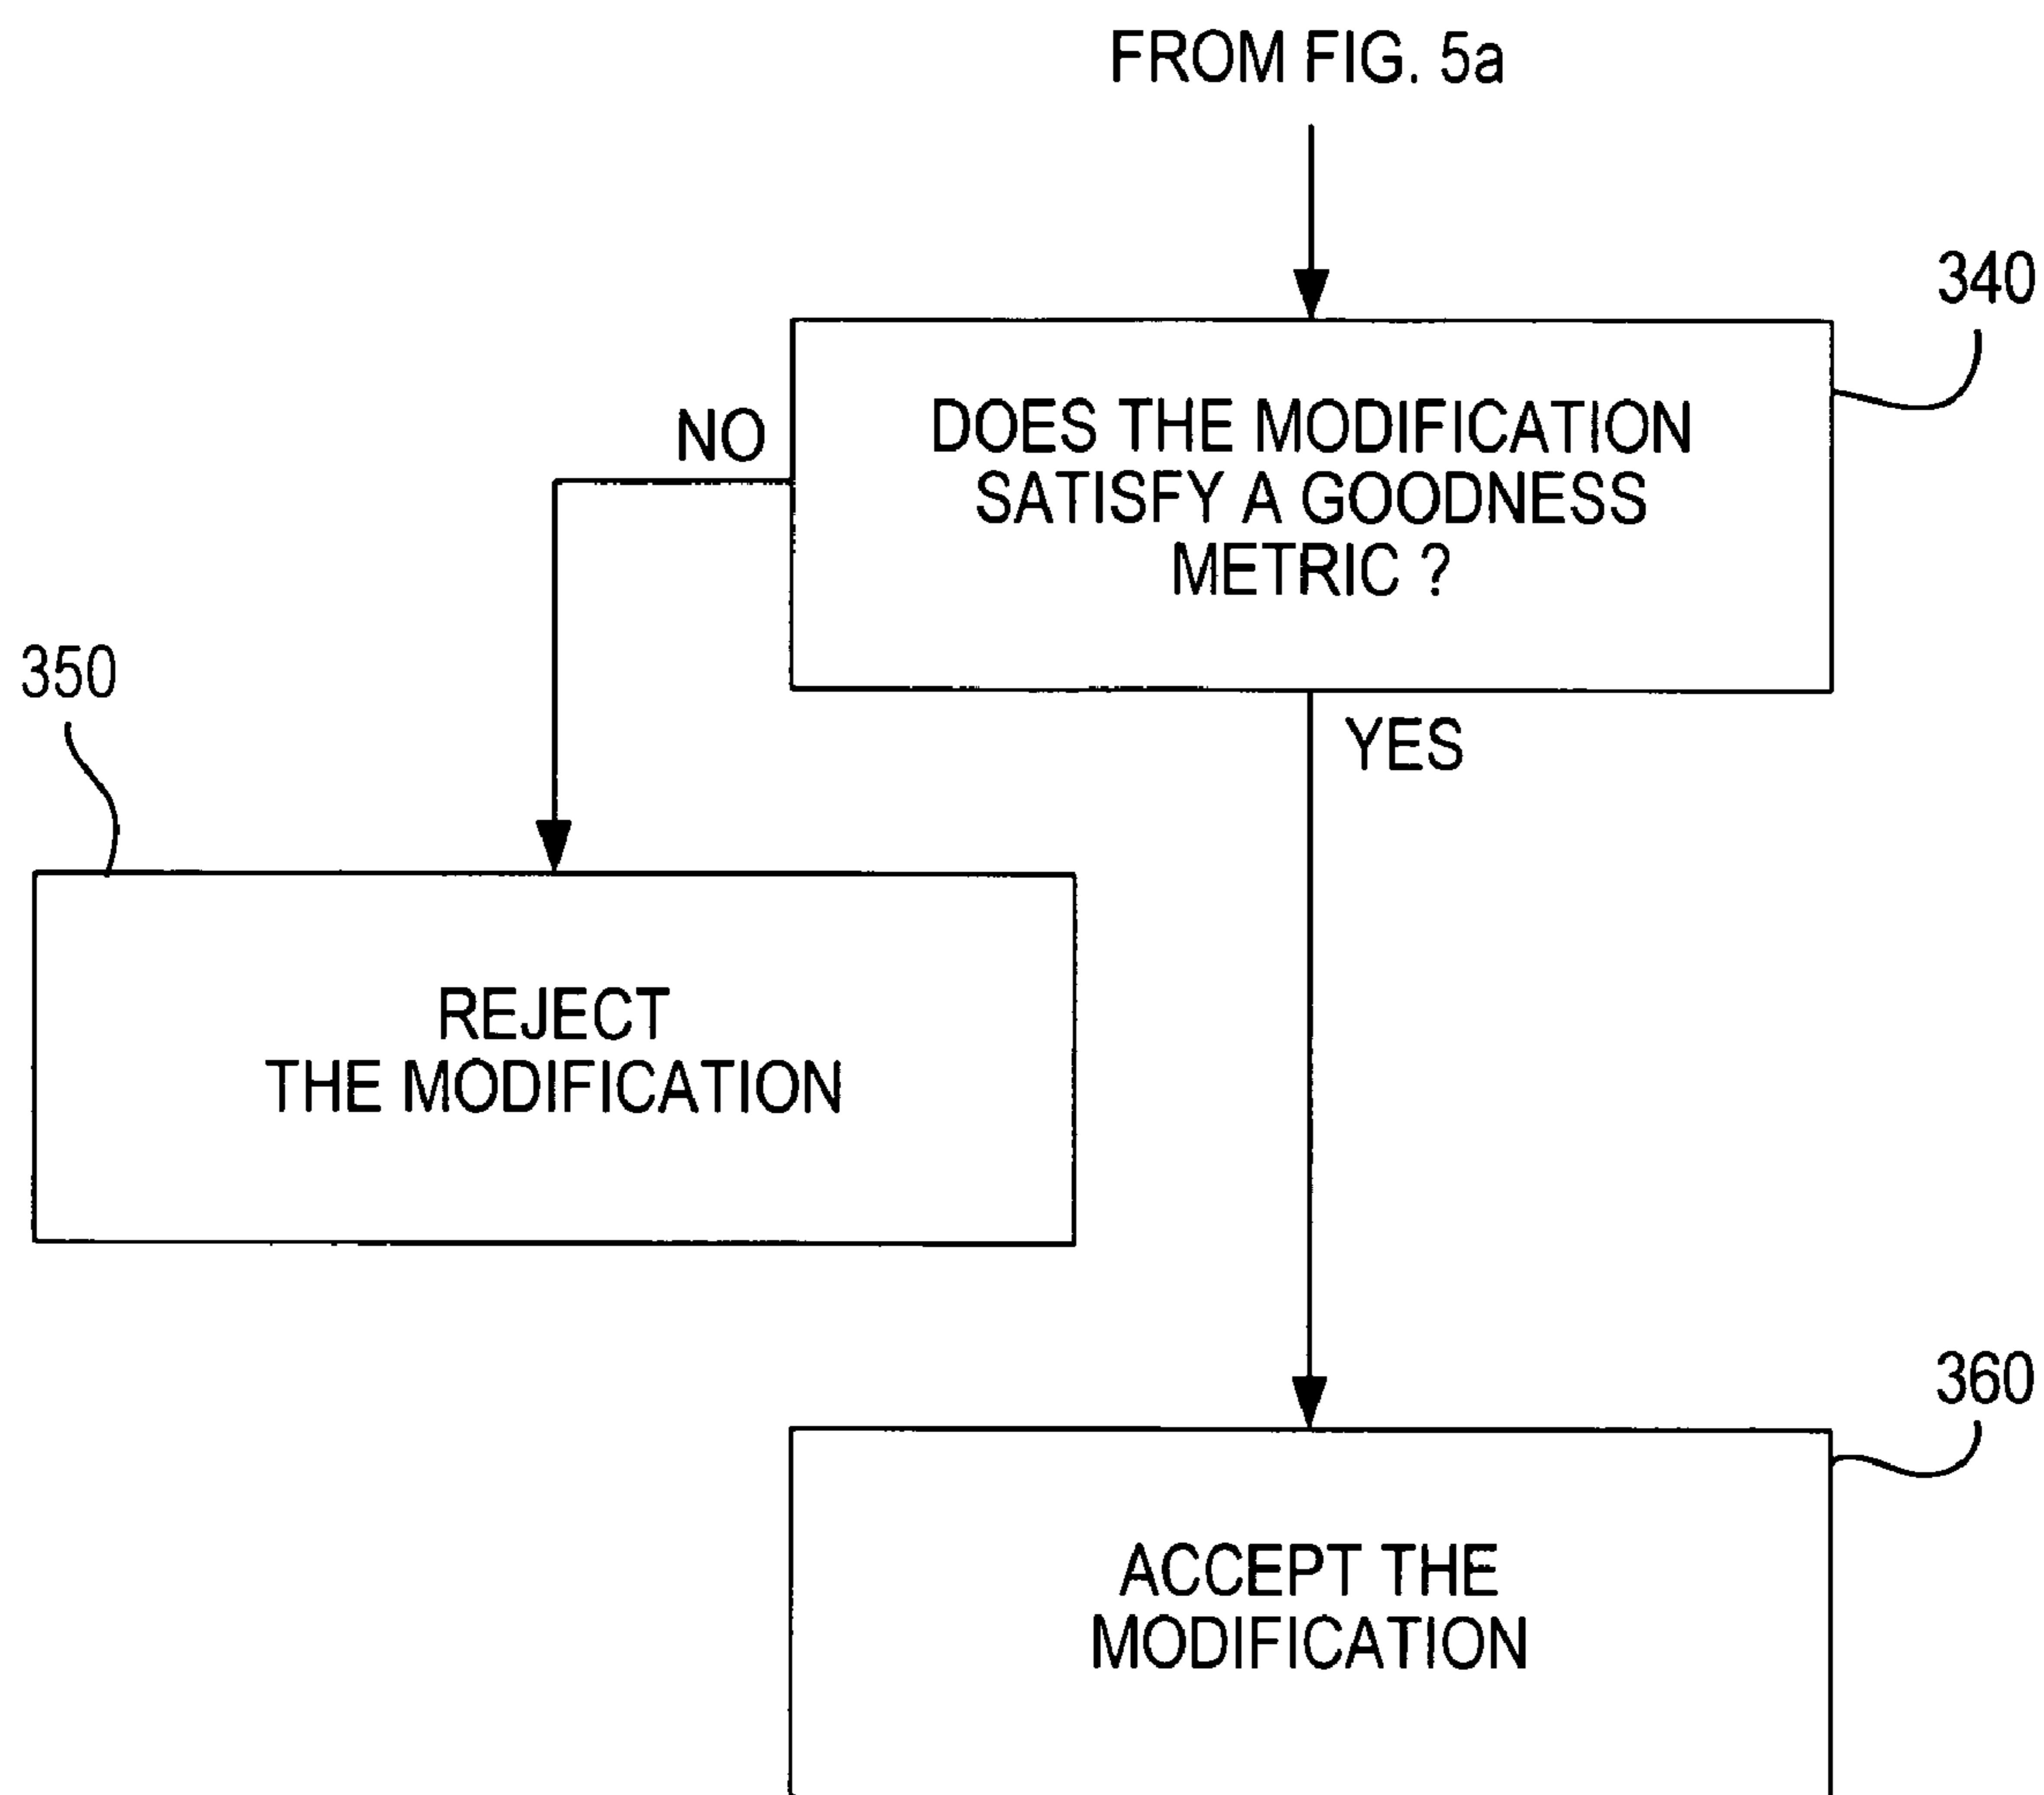 FROM FIG. 5a
340
DOES THE MODIFICATION
SATISFY A GOODNESS
METRIC ?
NO
YES
350
REJECT
THE MODIFICATION
360
ACCEPT THE
MODIFICATION